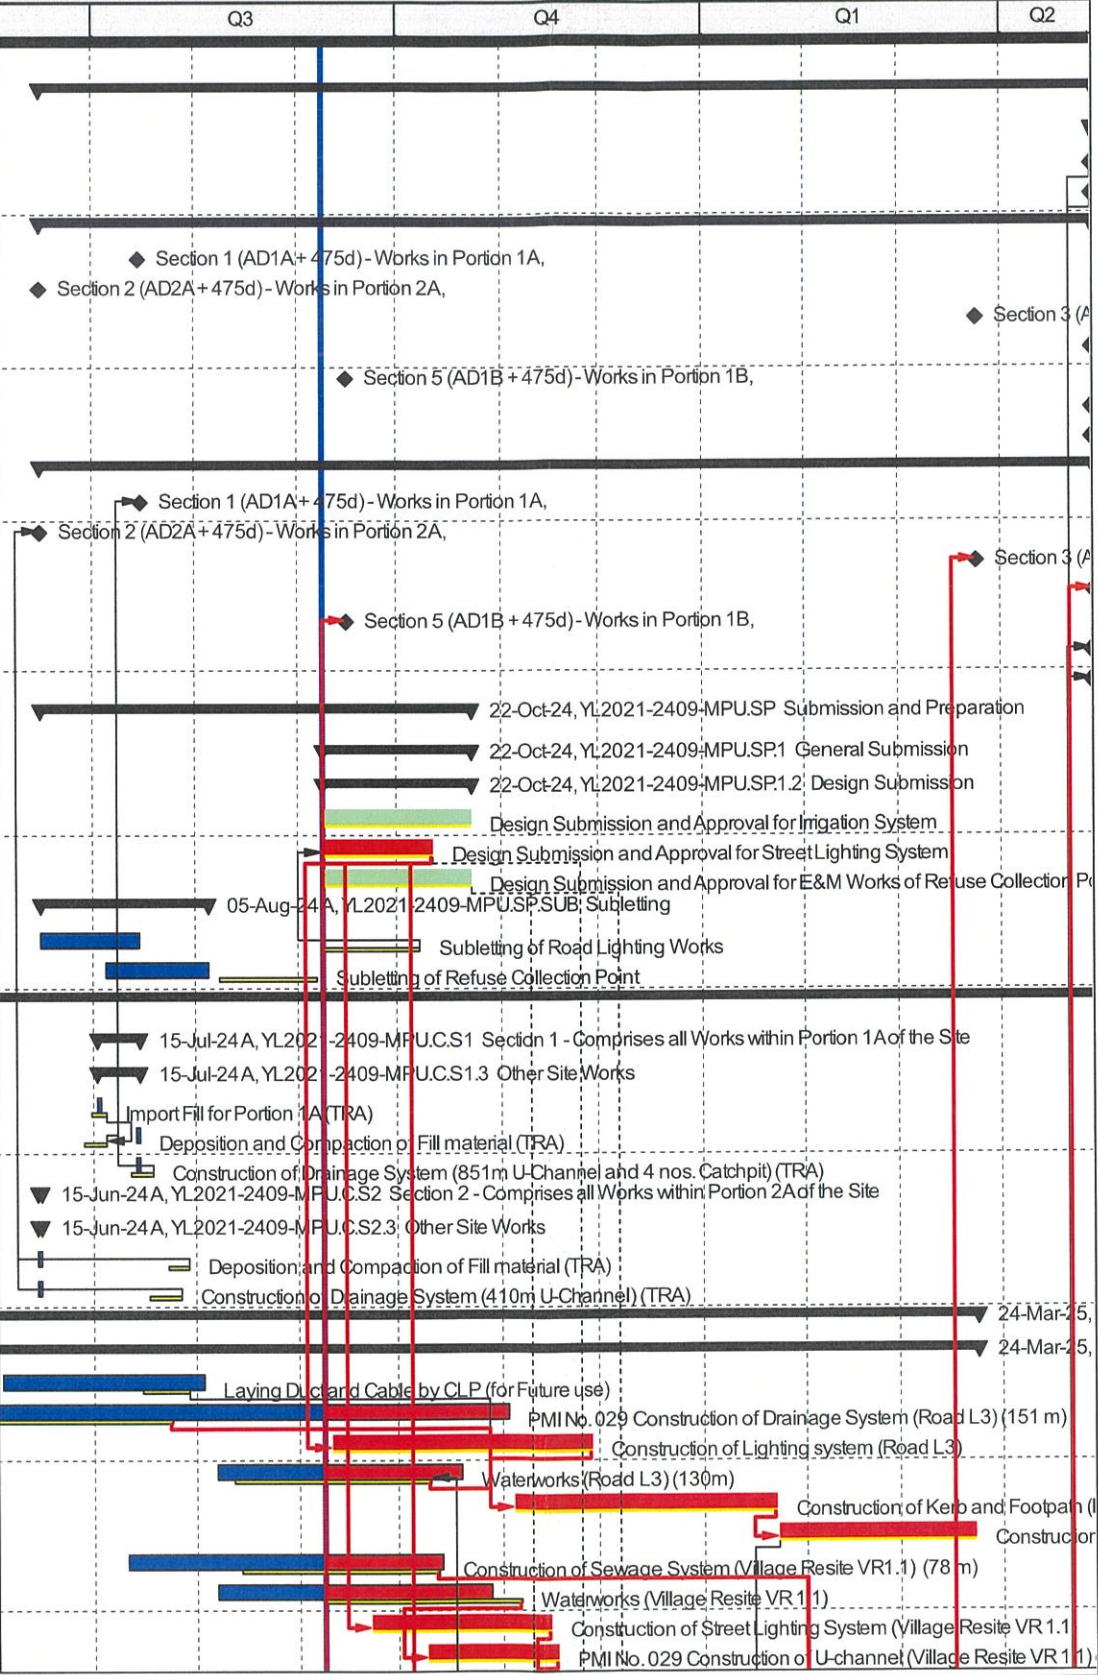 Q3 Q4 Q1 Q2
Section 1 (AD1A + 475d) - Works in Portion 1A,
Section 2 (AD2A + 475d) - Works in Portion 2A,
Section 3 (A
Section 5 (AD1B + 475d) - Works in Portion 1B,
Section 1 (AD1A + 475d) - Works in Portion 1A,
Section 2 (AD2A + 475d) - Works in Portion 2A,
Section 3 (A
Section 5 (AD1B + 475d) - Works in Portion 1B,
22-Oct-24, YL2021-2409-MPU.SP Submission and Preparation
22-Oct-24, YL2021-2409-MPU.SP.1 General Submission
22-Oct-24, YL2021-2409-MPU.SP.1.2 Design Submission
Design Submission and Approval for Irrigation System
Design Submission and Approval for Street Lighting System
Design Submission and Approval for E&M Works of Refuse Collection Po
05-Aug-24 A, YL2021-2409-MPU.SP.SUB Subletting
Subletting of Road Lighting Works
Subletting of Refuse Collection Point
15-Jul-24 A, YL2021-2409-MPU.C.S1 Section 1 - Comprises all Works within Portion 1A of the Site
15-Jul-24 A, YL2021-2409-MPU.C.S1.3 Other Site Works
Import Fill for Portion 1A (TRA)
Deposition and Compaction of Fill material (TRA)
Construction of Drainage System (851m U-Channel and 4 nos. Catchpit) (TRA)
15-Jun-24 A, YL2021-2409-MPU.C.S2 Section 2 - Comprises all Works within Portion 2A of the Site
15-Jun-24 A, YL2021-2409-MPU.C.S2.3 Other Site Works
Deposition and Compaction of Fill material (TRA)
Construction of Drainage System (410m U-Channel) (TRA)
24-Mar-25,
24-Mar-25,
Laying Duct and Cable by CLP (for Future use)
PMI No. 029 Construction of Drainage System (Road L3) (151 m)
Construction of Lighting system (Road L3)
Waterworks (Road L3) (130m)
Construction of Kerb and Footpath (
Construction
Construction of Sewage System (Village Resite VR1.1) (78 m)
Waterworks (Village Resite VR 1.1)
Construction of Street Lighting System (Village Resite VR 1.1
PMI No. 029 Construction of U-channel (Village Resite VR 1.1)